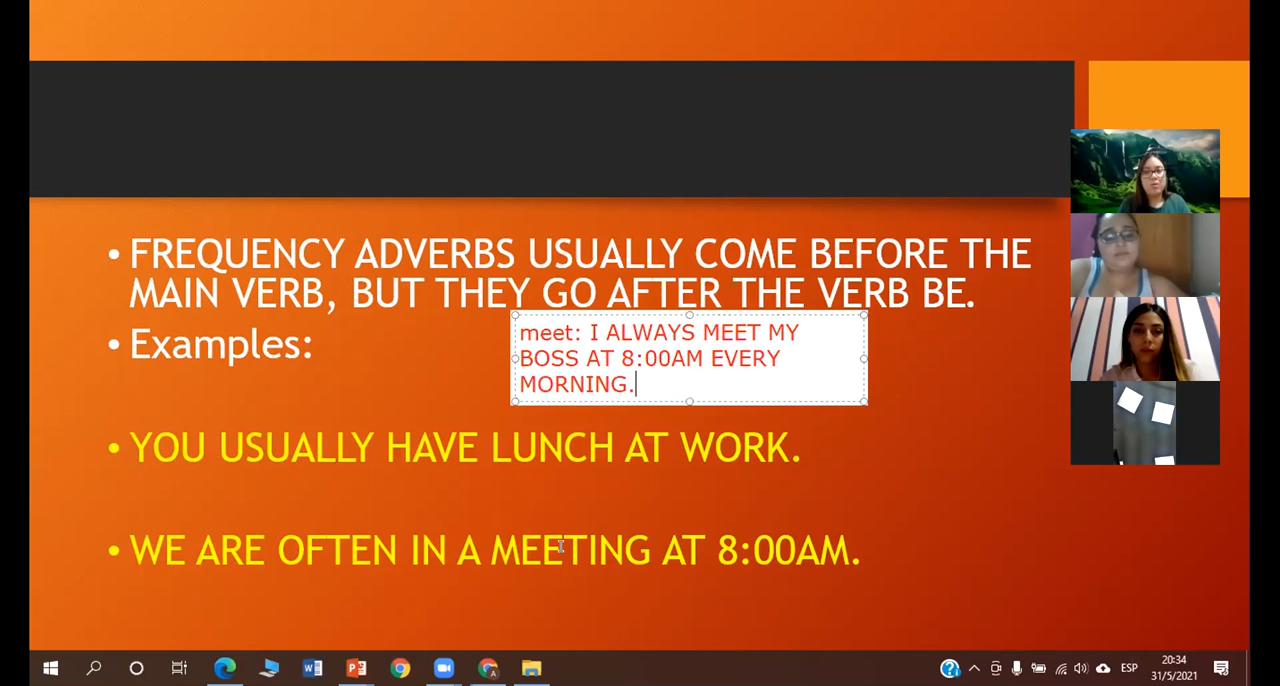 • FREQUENCY ADVERBS USUALLY COME BEFORE THE
MAIN VERB, BUT THEY GO AFTER THE VERB BE.
• Examples:
meet: I ALWAYS MEET MY
BOSS AT 8:00AM EVERY
MORNING.
• YOU USUALLY HAVE LUNCH AT WORK.
• WE ARE OFTEN IN A MEETING AT 8:00AM.
ESP
20:34
31/5/2021